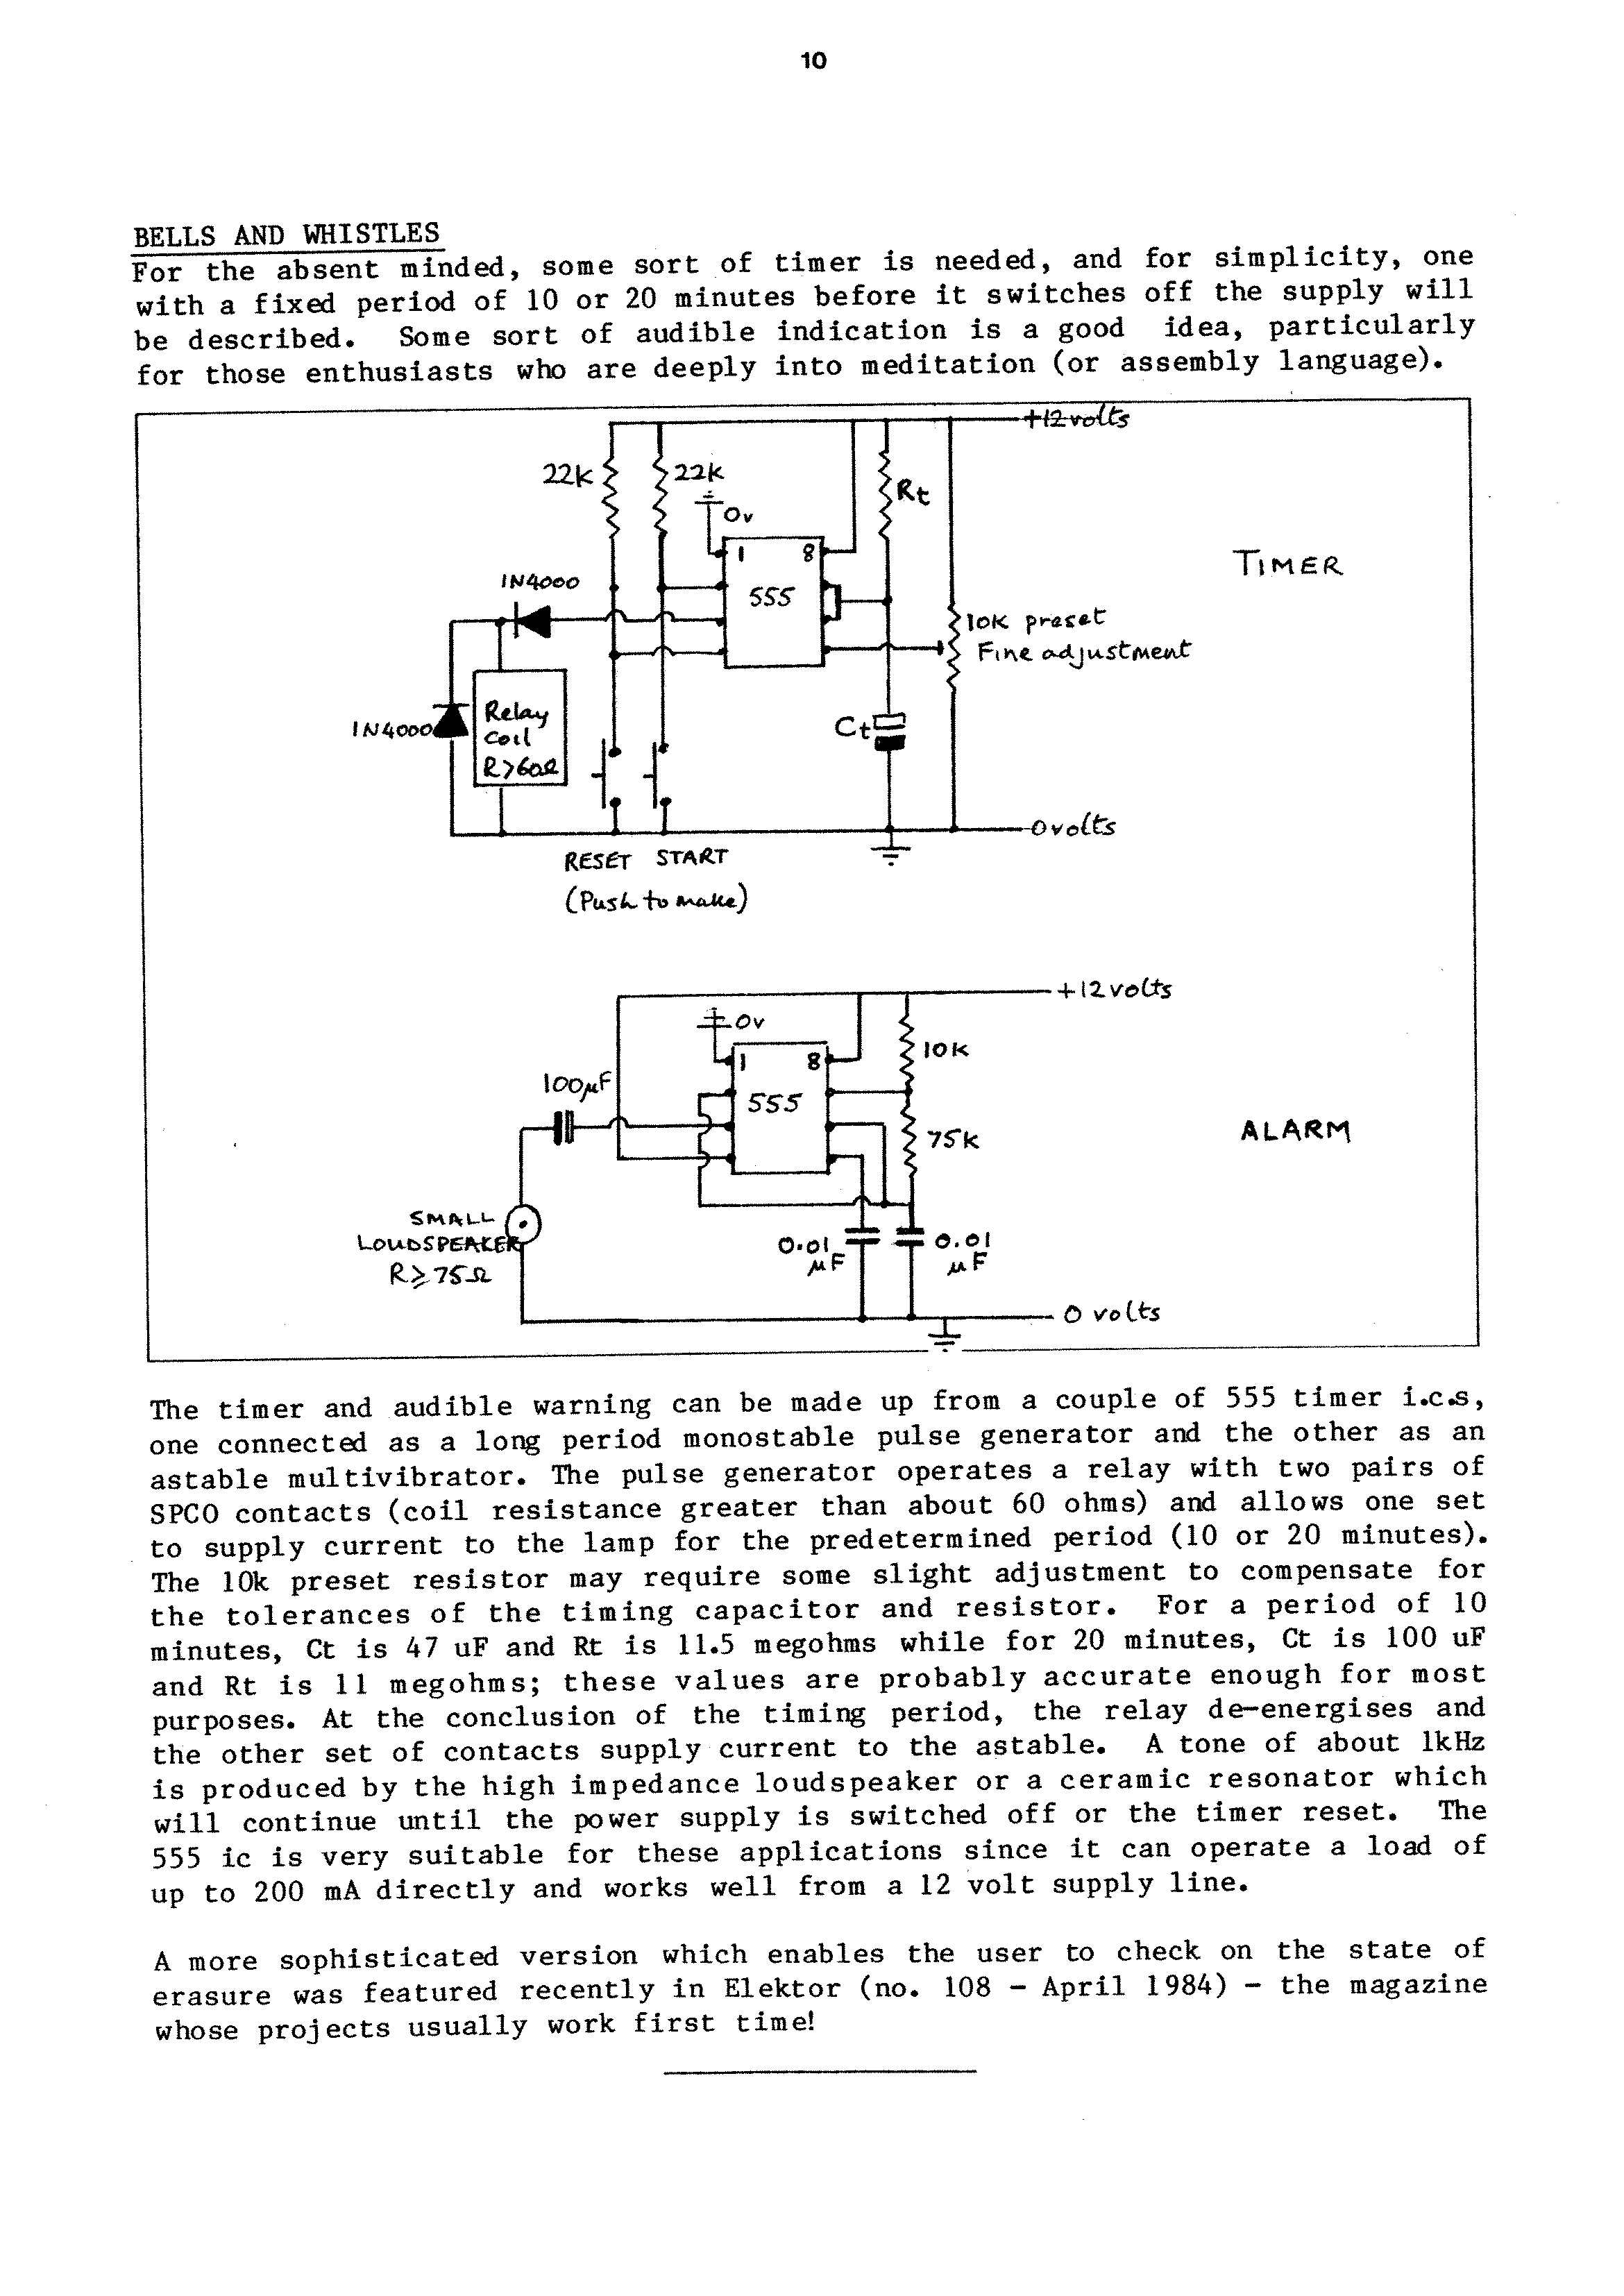 10
BELLS AND WHISTLES
For the absent minded, some sort of timer is needed, and for simplicity, one
with a fixed period of 10 or 20 minutes before it switches off the supply will
be described. Some sort of audible indication is a good idea, particularly
for those enthusiasts who are deeply into meditation (or assembly language).
+12 volts
22k
22k
Rt
0v
1 8
555
TIMER
1N4000
10K preset
Fine adjustment
1N4000
Relay
Coil
R>60Ω
Ct
0 volts
RESET START
(Push to make)
+12 volts
0v
1 8
10K
100µF
555
75K
ALARM
SMALL
LOUDSPEAKER
R≥75Ω
0.01
µF
0.01
µF
0 volts
The timer and audible warning can be made up from a couple of 555 timer i.c.s,
one connected as a long period monostable pulse generator and the other as an
astable multivibrator. The pulse generator operates a relay with two pairs of
SPCO contacts (coil resistance greater than about 60 ohms) and allows one set
to supply current to the lamp for the predetermined period (10 or 20 minutes).
The 10k preset resistor may require some slight adjustment to compensate for
the tolerances of the timing capacitor and resistor. For a period of 10
minutes, Ct is 47 uF and Rt is 11.5 megohms while for 20 minutes, Ct is 100 uF
and Rt is 11 megohms; these values are probably accurate enough for most
purposes. At the conclusion of the timing period, the relay de-energises and
the other set of contacts supply current to the astable. A tone of about 1kHz
is produced by the high impedance loudspeaker or a ceramic resonator which
will continue until the power supply is switched off or the timer reset. The
555 ic is very suitable for these applications since it can operate a load of
up to 200 mA directly and works well from a 12 volt supply line.
A more sophisticated version which enables the user to check on the state of
erasure was featured recently in Elektor (no. 108 - April 1984) - the magazine
whose projects usually work first time!